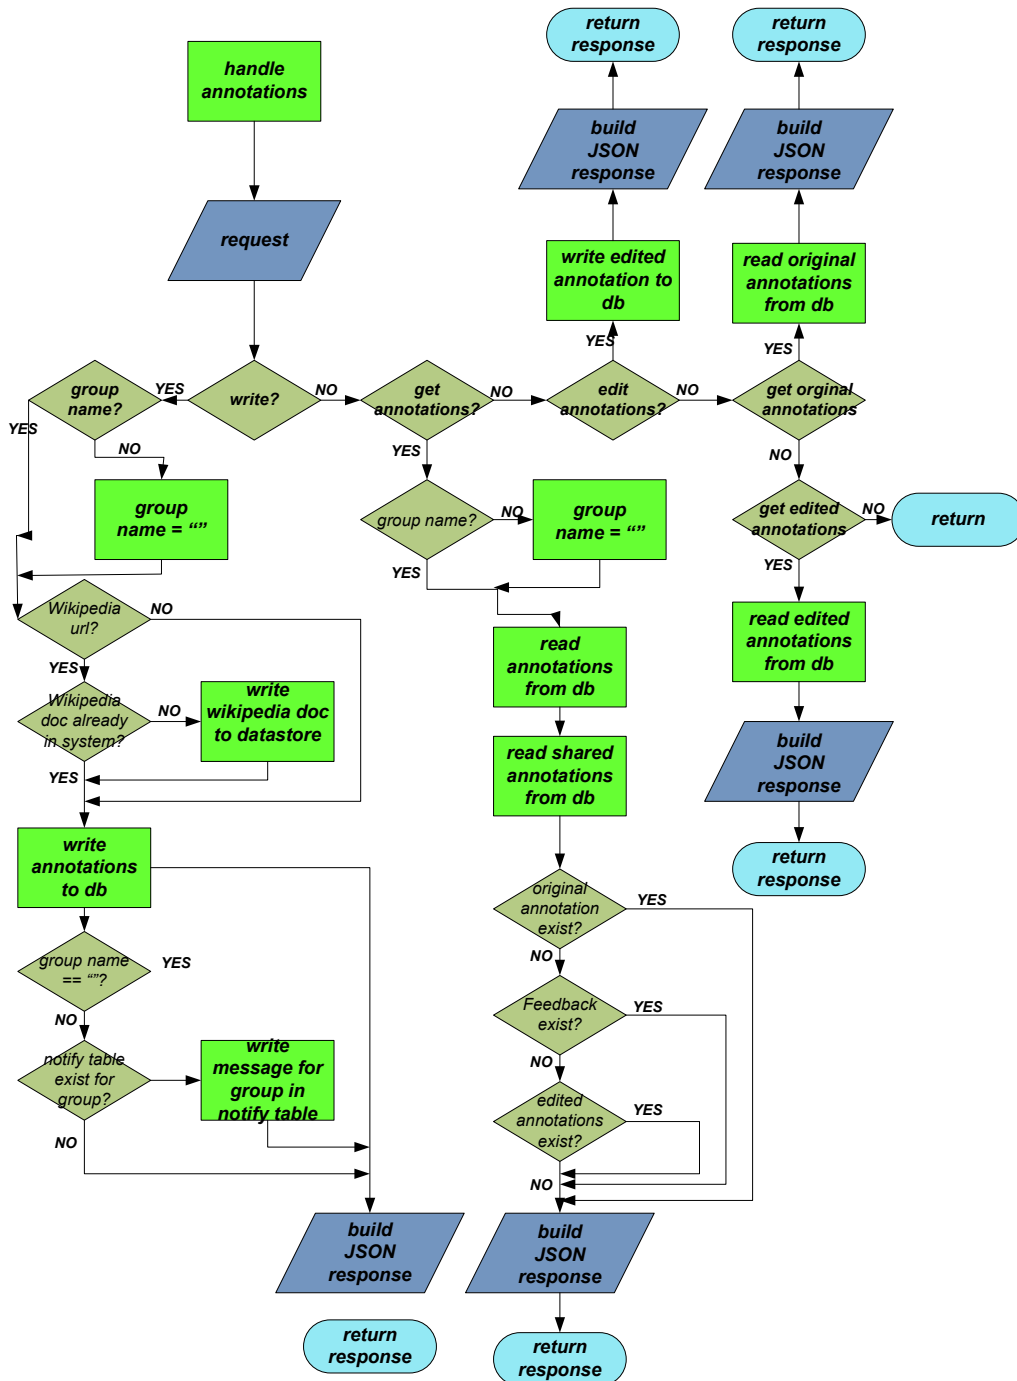 return
response
return
response
handle
annotations
build
JSON
response
build
JSON
response
request
write edited
annotation to
db
read original
annotations
from db
YES
YES
group
name?
YES
write?
NO
get
annotations?
NO
edit
annotations?
NO
get orginal
annotations
YES
NO
YES
NO
group
name = “”
group name?
NO
group
name = “”
get edited
annotations
NO
return
YES
YES
Wikipedia
url?
NO
read
annotations
from db
read edited
annotations
from db
YES
Wikipedia
doc already
in system?
NO
write
wikipedia doc
to datastore
YES
read shared
annotations
from db
build
JSON
response
write
annotations
to db
return
response
original
annotation
exist?
YES
group name
== “”?
YES
NO
NO
Feedback
exist?
YES
notify table
exist for
group?
write
message for
group in
notify table
NO
edited
annotations
exist?
YES
NO
NO
build
JSON
response
build
JSON
response
return
response
return
response